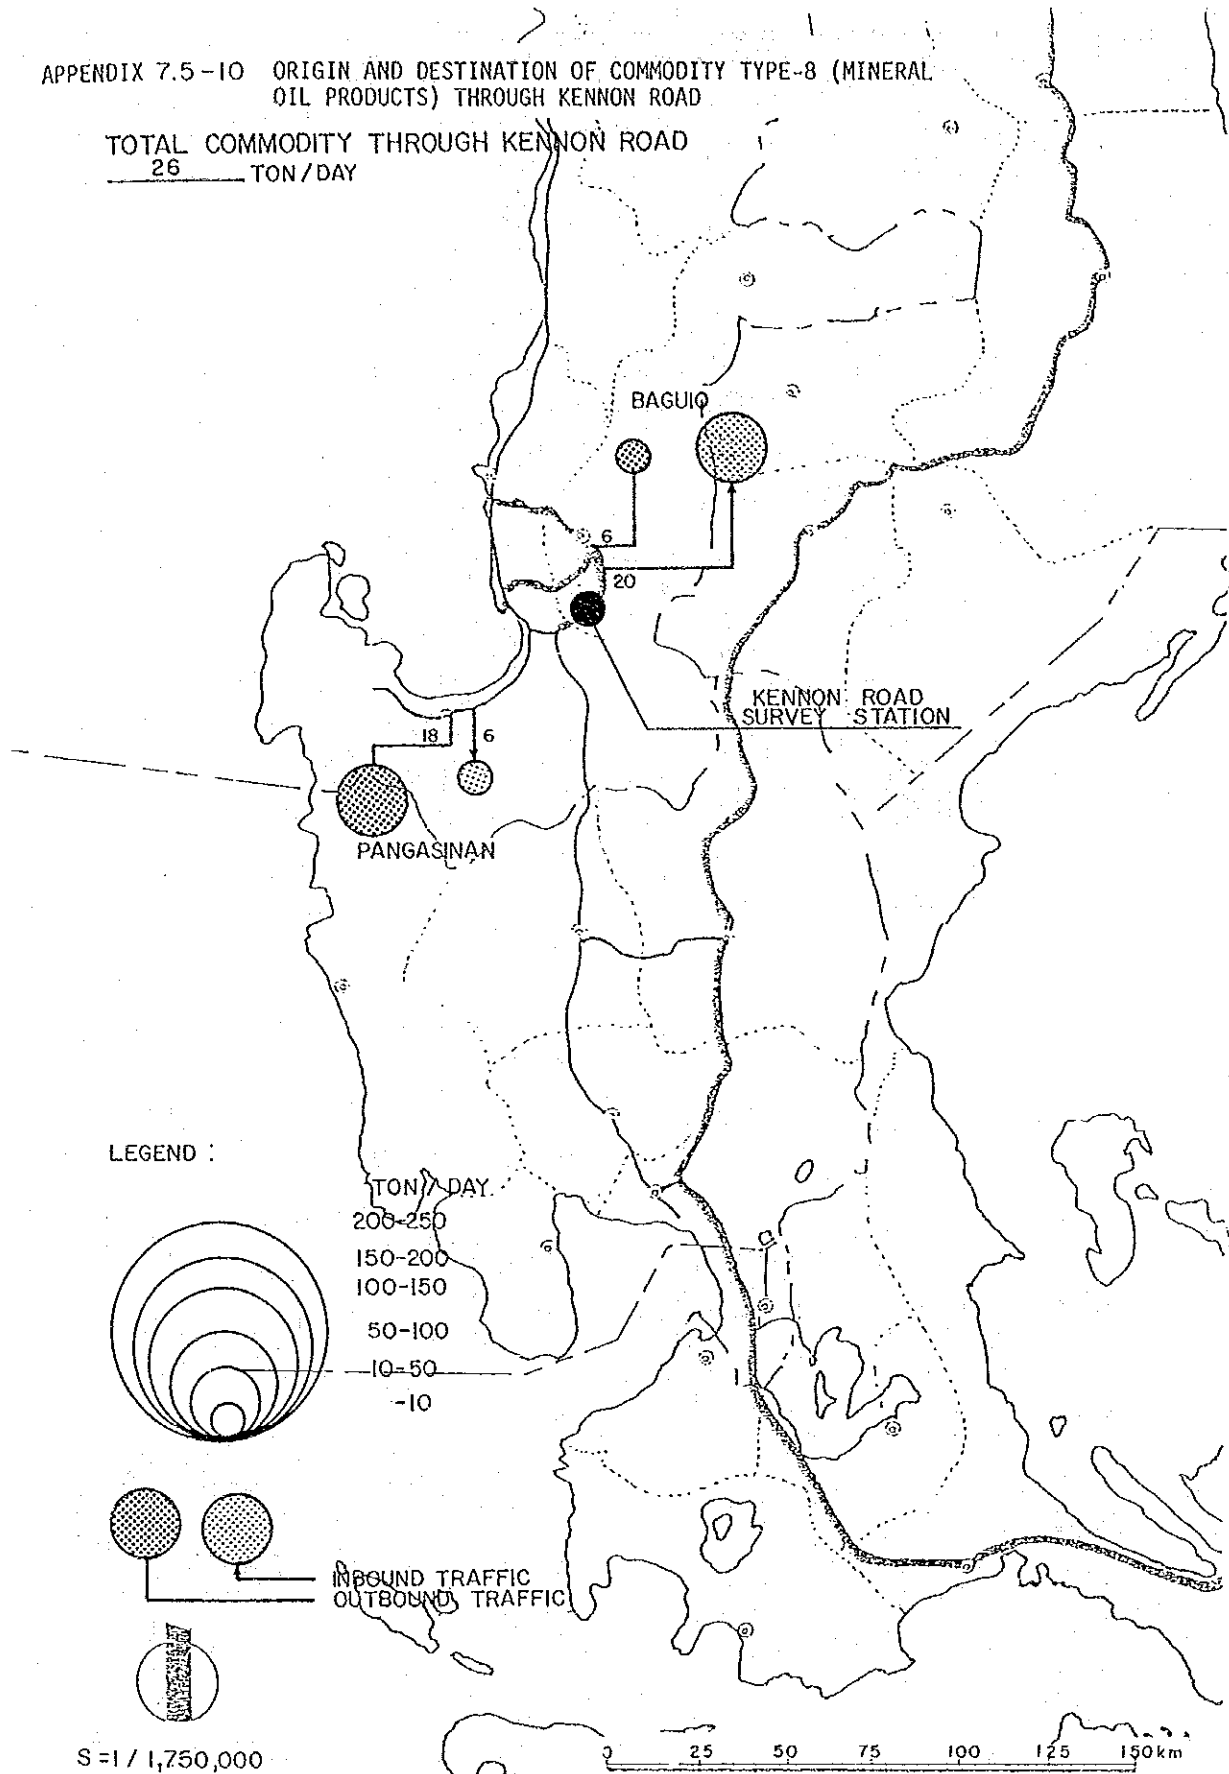 APPENDIX 7.5-10 ORIGIN AND DESTINATION OF COMMODITY TYPE-8 (MINERAL
OIL PRODUCTS) THROUGH KENNON ROAD
TOTAL COMMODITY THROUGH KENNON ROAD
26 TON/DAY
BAGUIO
6
20
KENNON ROAD
SURVEY STATION
18
6
PANGASINAN
LEGEND :
TON/DAY
200-250
150-200
100-150
50-100
10-50
-10
INBOUND TRAFFIC
OUTBOUND TRAFFIC
S=1/1,750,000
0 25 50 75 100 125 150km